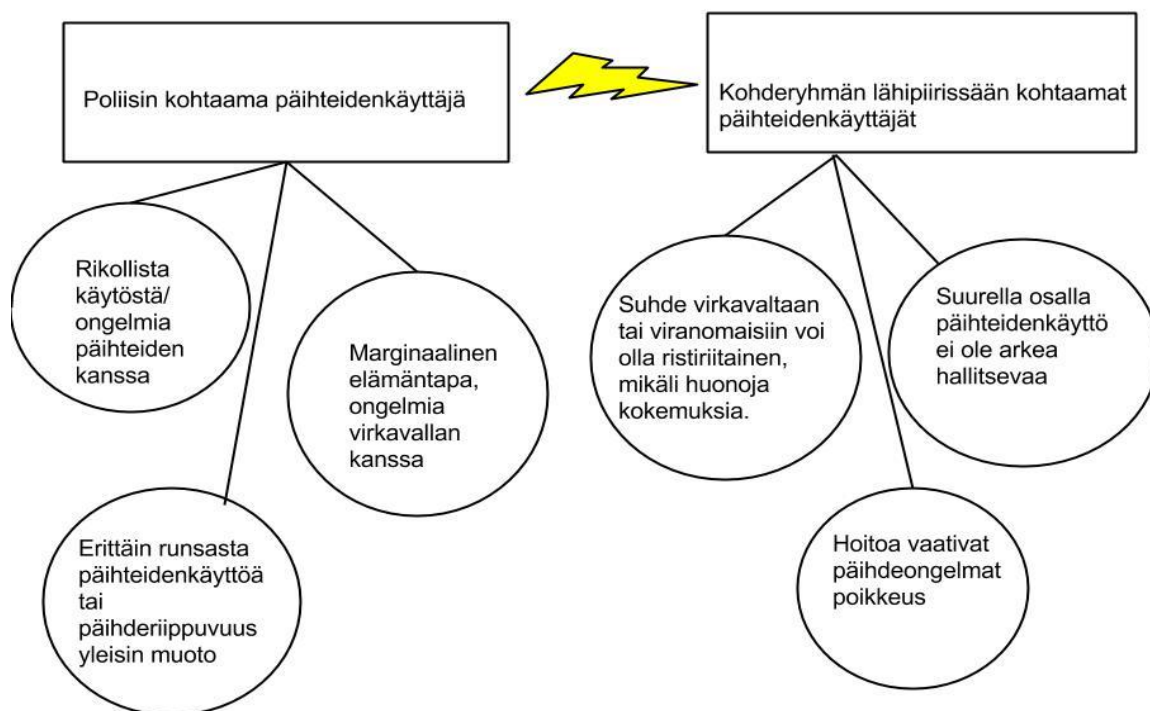 Poliisin kohtaama päihteidenkäyttäjä
Kohderyhmän lähipiirissään kohtaamat
päihteidenkäyttäjät
Rikollista
käytöstä/
ongelmia
päihteiden
kanssa
Marginaalinen
elämäntapa,
ongelmia
virkavallan
kanssa
Erittäin runsasta
päihteidenkäyttöä
tai
päihderiippuvuus
yleisin muoto
Suhde virkavaltaan
tai viranomaisiin voi
olla ristiriitainen,
mikäli huonoja
kokemuksia.
Suurella osalla
päihteidenkäyttö
ei ole arkea
hallitsevaa
Hoitoa vaativat
päihdeongelmat
poikkeus